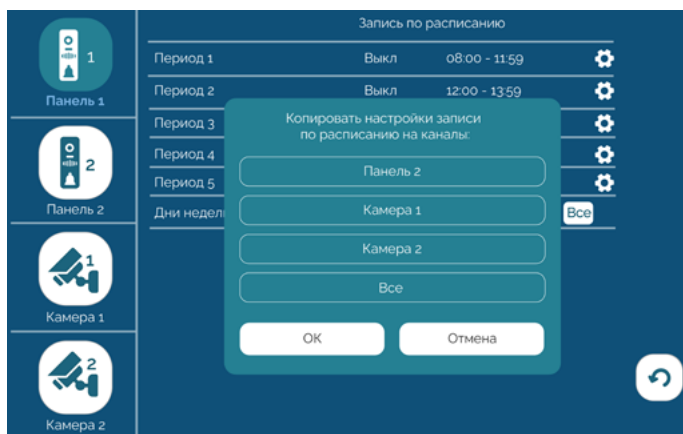 Запись по расписанию
1
Панель 1
Период 1 Выкл 08:00 - 11:59
Период 2 Выкл 12:00 - 13:59
Период 3
Период 4
Период 5
Дни недел
Все
2
Панель 2
1
Камера 1
2
Камера 2
Копировать настройки записи
по расписанию на каналы:
Панель 2
Камера 1
Камера 2
Все
ОК
Отмена